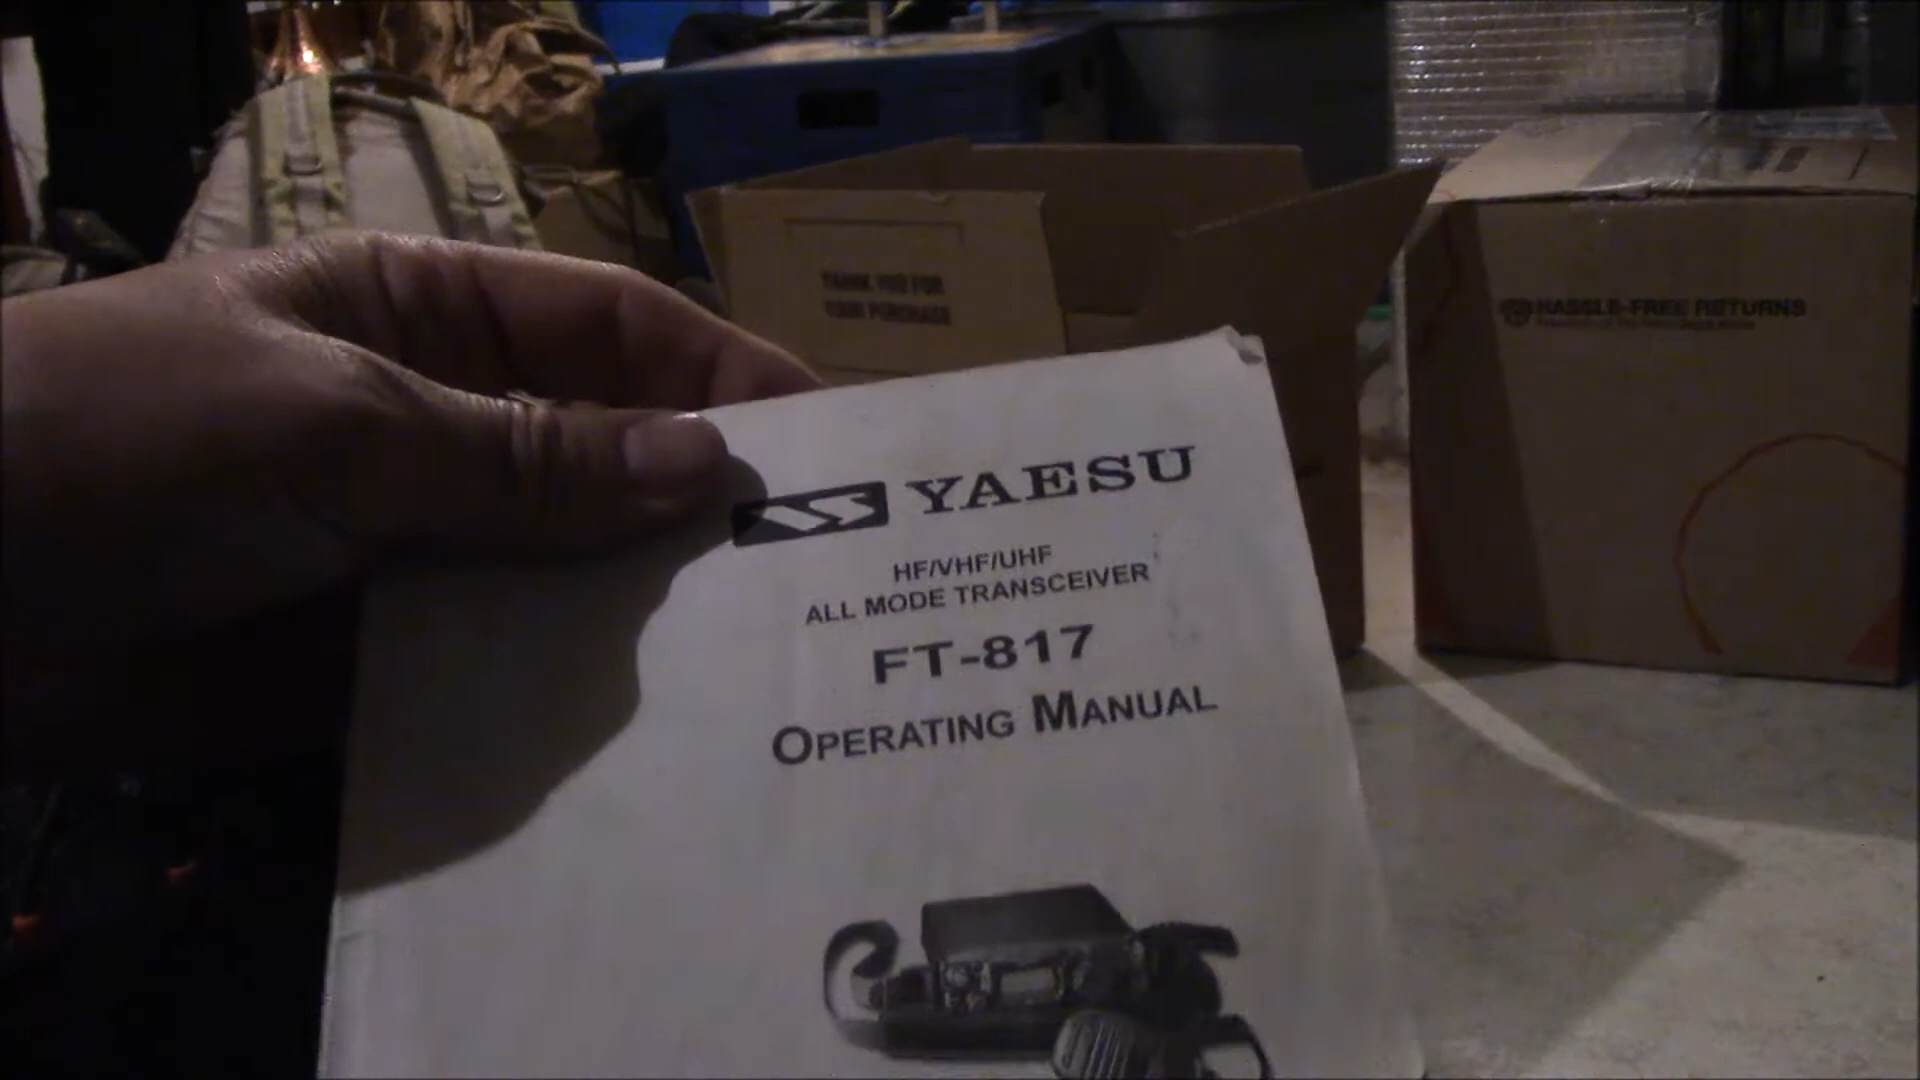 THANK YOU FOR
YOUR PURCHASE
HASSLE-FREE RETURNS
YAESU
HF/VHF/UHF
ALL MODE TRANSCEIVER
FT-817
OPERATING MANUAL